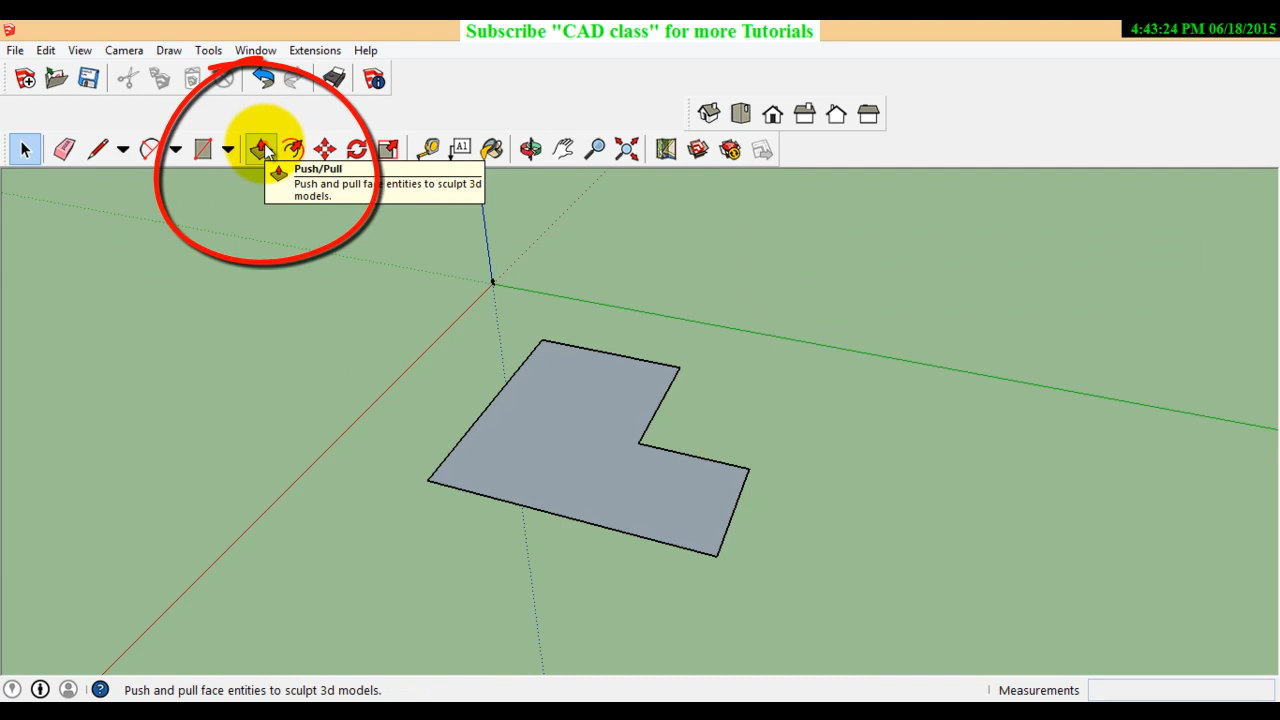 Subscribe "CAD class" for more Tutorials
4:43:24 PM 06/18/2015
File Edit View Camera Draw Tools Window Extensions Help
A1
Push/Pull
Push and pull face entities to sculpt 3d
models.
Push and pull face entities to sculpt 3d models.
Measurements